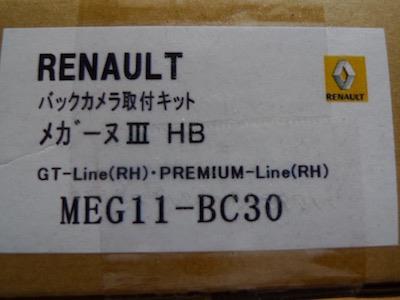 RENAULT
バックカメラ取付キット
メガーヌⅢ HB
GT-Line(RH)・PREMIUM-Line(RH)
MEG11-BC30
RENAULT